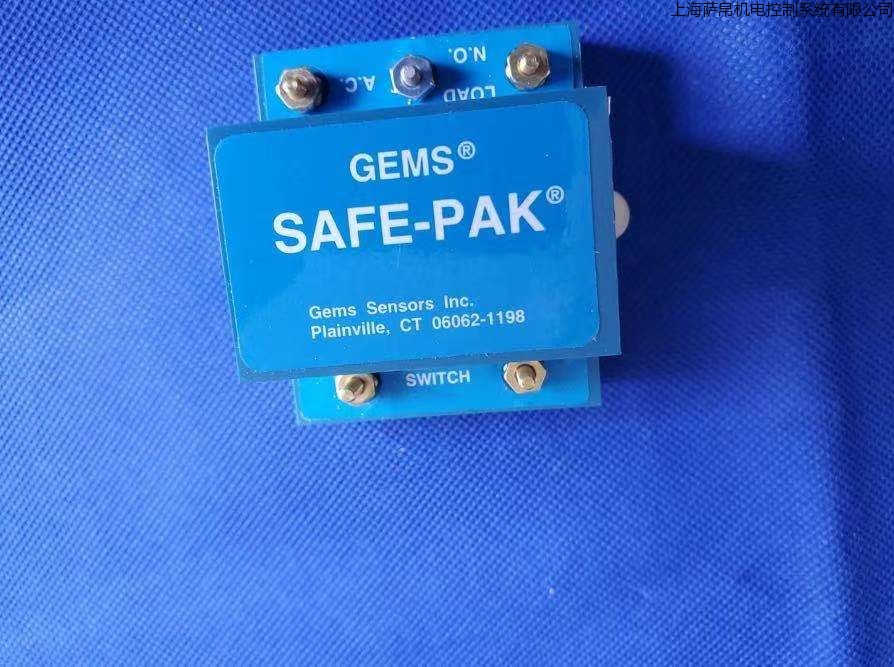 上海萨帛机电控制系统有限公司
N.O.
A.C.
LOAD
GEMS®
SAFE-PAK®
Gems Sensors Inc.
Plainville, CT 06062-1198
SWITCH